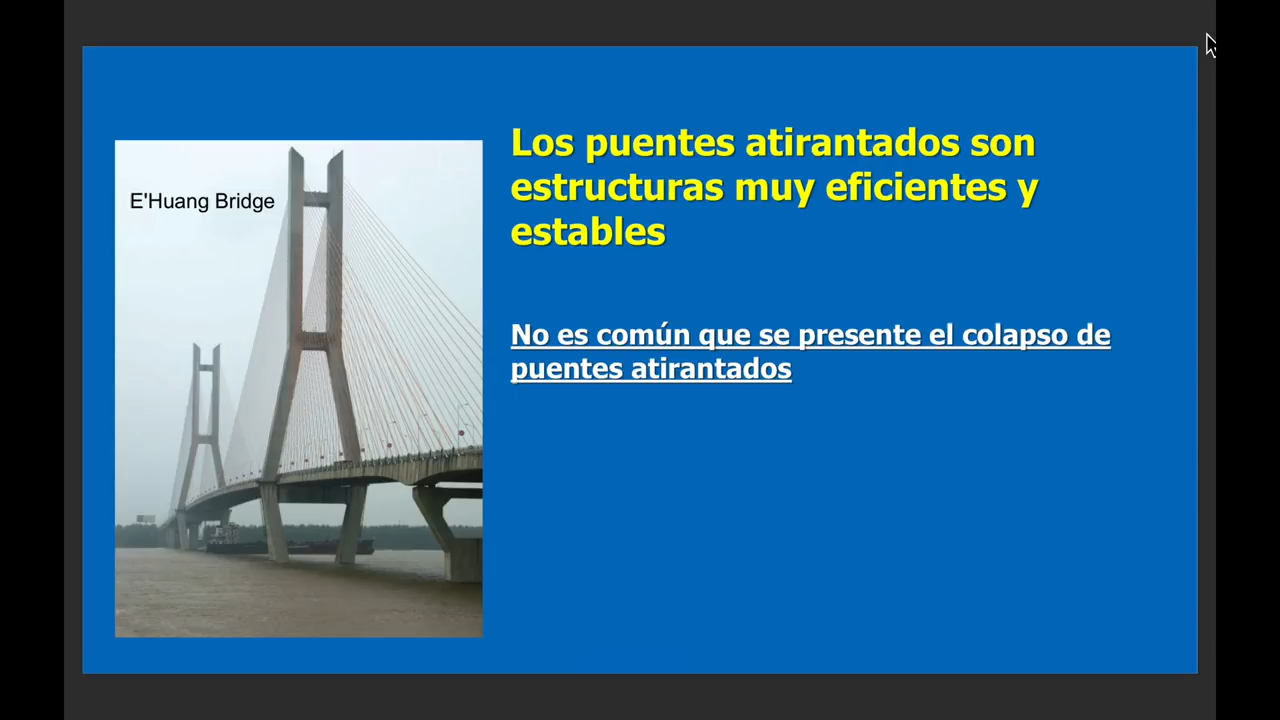 E'Huang Bridge
Los puentes atirantados son
estructuras muy eficientes y
estables
No es común que se presente el colapso de
puentes atirantados